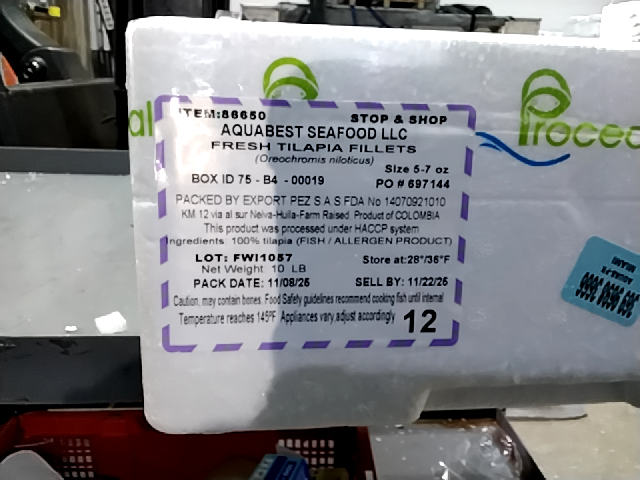 al
Procea
ITEM:86650 STOP & SHOP
AQUABEST SEAFOOD LLC
FRESH TILAPIA FILLETS
(Oreochromis niloticus)
Size 5-7 oz
BOX ID 75 - B4 - 00019 PO # 697144
PACKED BY EXPORT PEZ S A S FDA No 14070921010
KM 12 via al sur Neiva-Huila-Farm Raised. Product of COLOMBIA
This product was processed under HACCP system
Ingredients: 100% tilapia (FISH / ALLERGEN PRODUCT)
LOT: FWI1057 Store at:28°/36°F
Net Weight 10 LB
PACK DATE: 11/08/25 SELL BY: 11/22/25
Caution, may contain bones. Food Safety guidelines recommend cooking fish until internal
Temperature reaches 145ºF Appliances vary, adjust accordingly 12